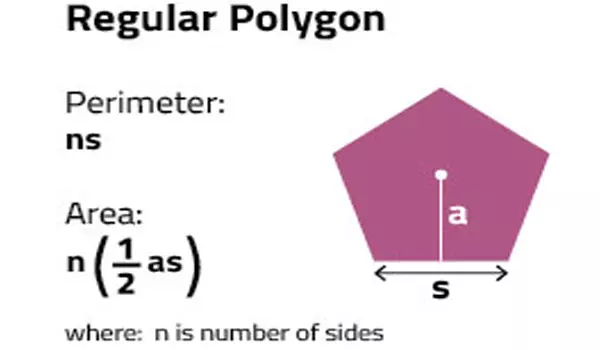 Regular Polygon
Perimeter:
ns
Area:
n(1/2 as)
a
s
where: n is number of sides